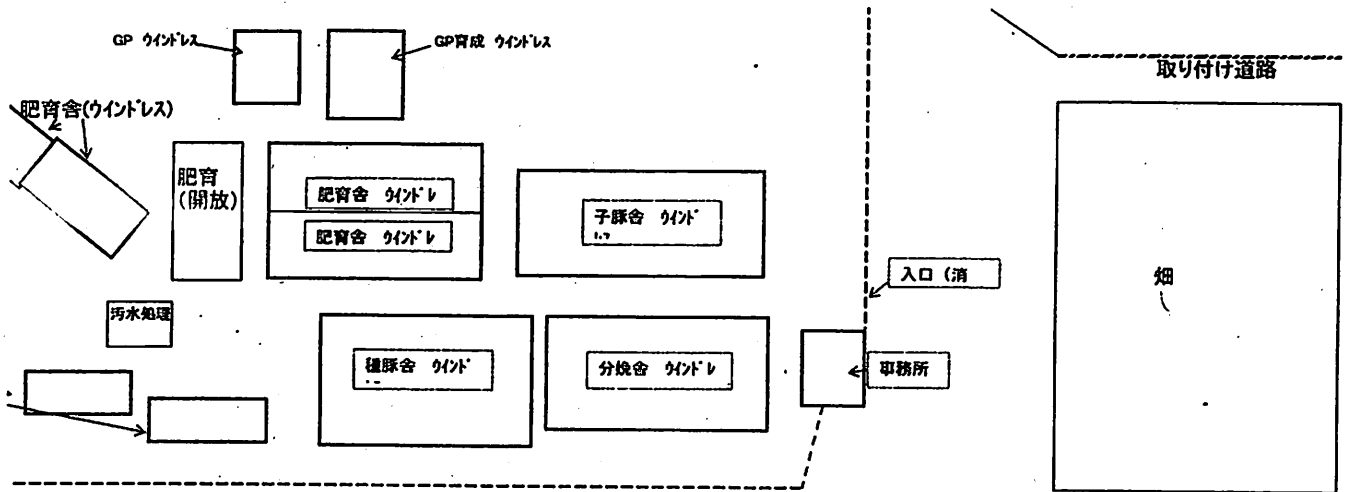 GP ウインドレス
GP育成 ウインドレス
取り付け道路
肥育舎(ウインドレス)
肥育
(開放)
肥育舎 ウインドレ
肥育舎 ウインドレ
子豚舎 ウインド
入口(消
畑
汚水処理
種豚舎 ウインド
分娩舎 ウインドレ
事務所